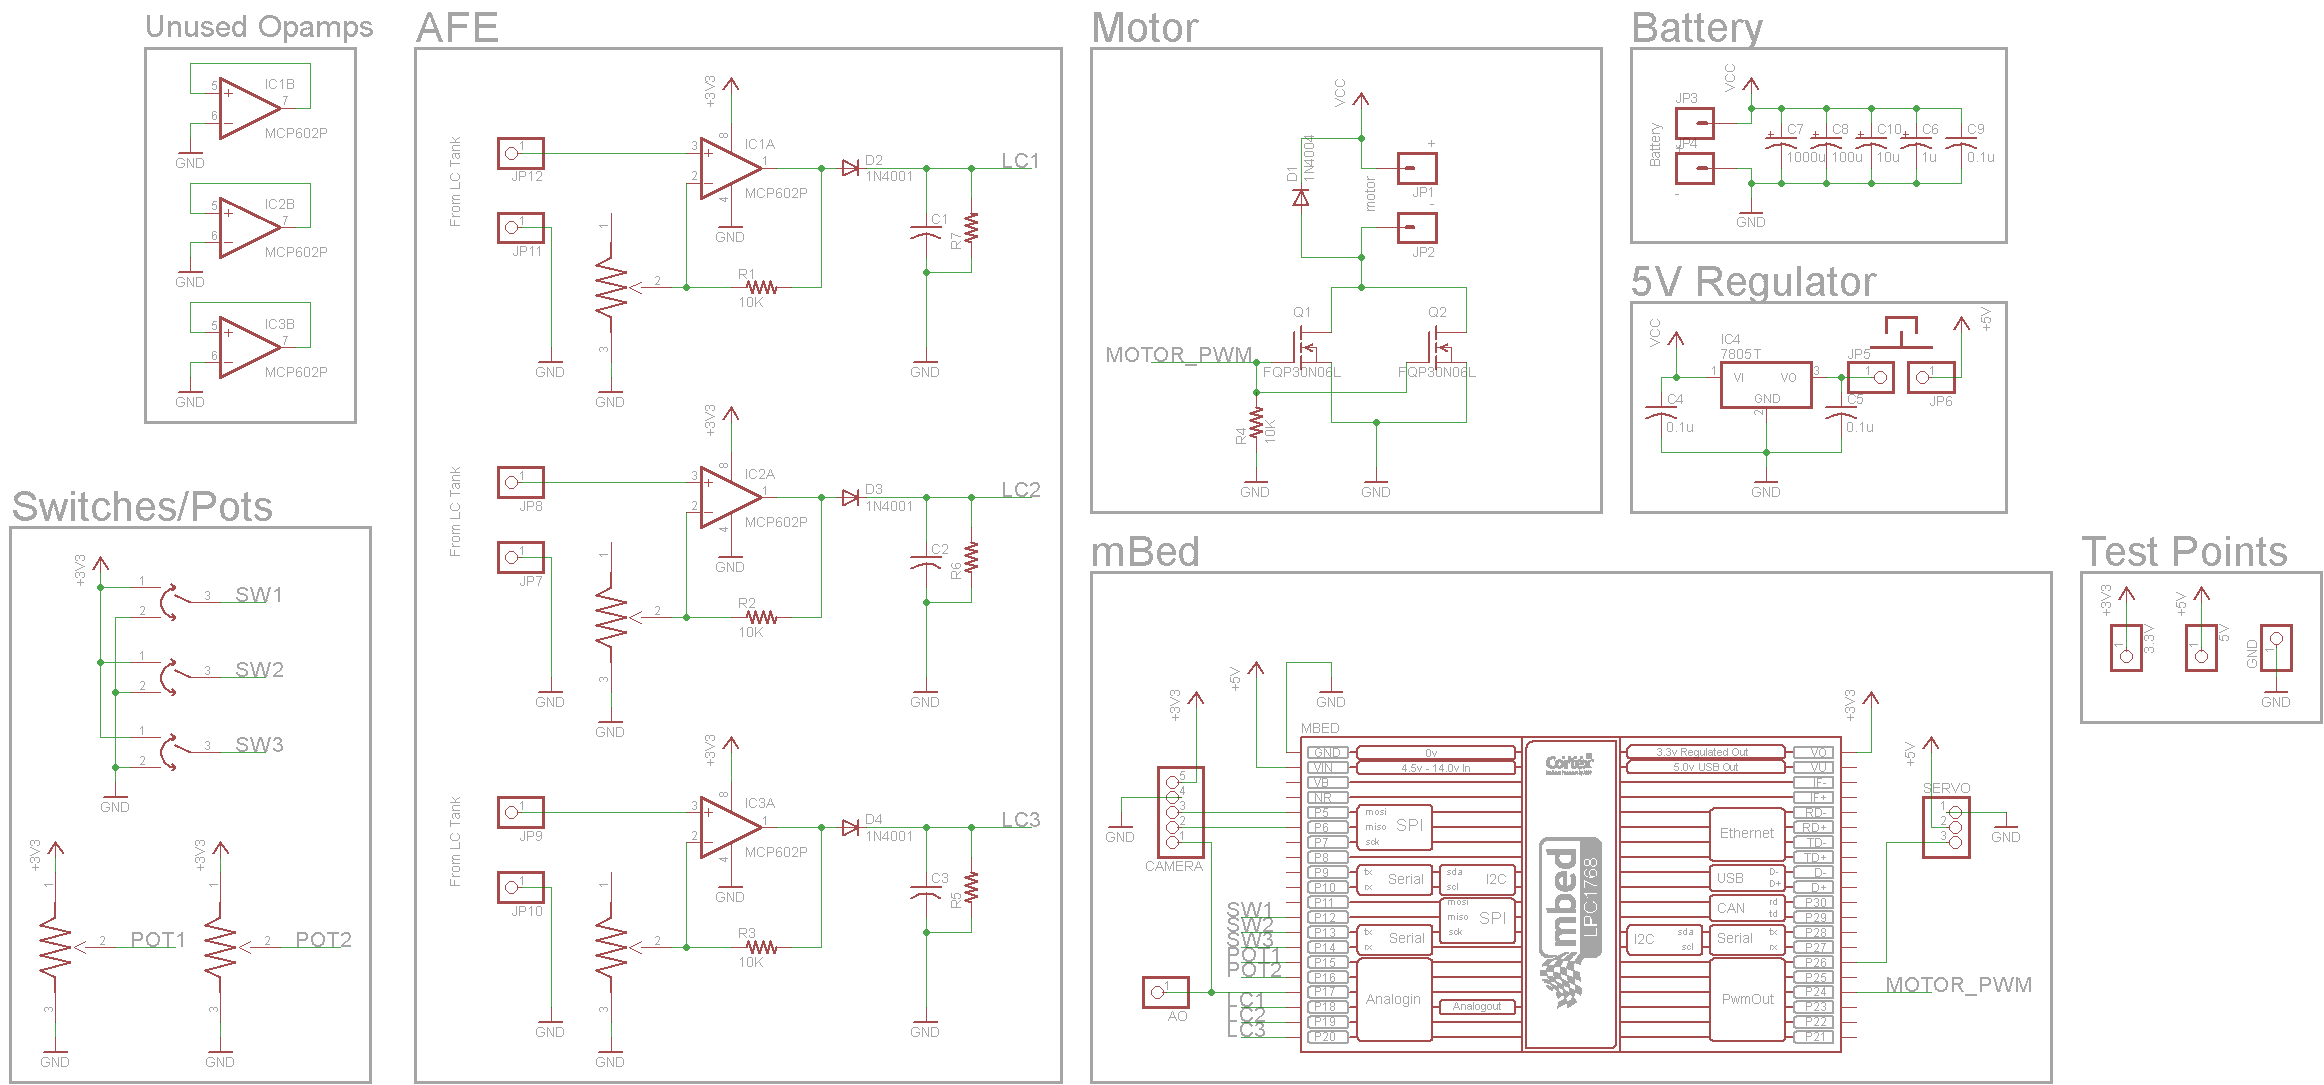 Unused Opamps
IC1B
5
6
7
MCP602P
GND
IC2B
5
6
7
MCP602P
GND
IC3B
5
6
7
MCP602P
GND
Switches/Pots
+3V3
1
2
3
SW1
1
2
3
SW2
1
2
3
SW3
GND
+3V3
1
2
POT1
3
GND
+3V3
1
2
POT2
3
GND
AFE
From LC Tank
1
JP12
1
JP11
GND
+3V3
8
IC1A
3
2
1
4
MCP602P
GND
D2
1N4001
LC1
C1
R7
GND
1
2
3
GND
R1
10K
From LC Tank
1
JP8
1
JP7
GND
+3V3
8
IC2A
3
2
1
4
MCP602P
GND
D3
1N4001
LC2
C2
R6
GND
1
2
3
GND
R2
10K
From LC Tank
1
JP9
1
JP10
GND
+3V3
8
IC3A
3
2
1
4
MCP602P
GND
D4
1N4001
LC3
C3
R5
GND
1
2
3
GND
R3
10K
Motor
VCC
D1
1N4004
motor
+
JP1
-
JP2
Q1
FQP30N06L
Q2
FQP30N06L
MOTOR_PWM
R4
10K
GND
GND
Battery
VCC
JP3
JP4
Battery
-
+ C7
1000u
+ C8
100u
+ C10
10u
+ C6
1u
C9
0.1u
GND
5V Regulator
VCC
IC4
7805T
1
VI
VO
3
GND
2
C4
0.1u
C5
0.1u
JP5
1
1
JP6
+5V
GND
mBed
+3V3
5
4
3
2
1
CAMERA
GND
+5V
GND
MBED
GND
VIN
VB
NR
P5
P6
P7
P8
P9
P10
P11
P12
P13
P14
P15
P16
P17
P18
P19
P20
0v
4.5v - 14.0v In
mosi
miso
sck
SPI
tx
rx
Serial
sda
scl
I2C
mosi
miso
sck
SPI
tx
rx
Serial
Analogin
Analogout
SW1
SW2
SW3
POT1
POT2
LC1
LC2
LC3
1
AO
Cortex
mbed
LPC1768
3.3v Regulated Out
5.0v USB Out
Ethernet
USB
D-
D+
CAN
rd
td
I2C
sda
scl
Serial
tx
rx
PwmOut
VO
VU
IF-
IF+
RD-
RD+
TD-
TD+
D-
D+
P30
P29
P28
P27
P26
P25
P24
P23
P22
P21
+3V3
+5V
SERVO
1
2
3
GND
MOTOR_PWM
Test Points
+3V3
1
3.3V
+5V
1
5V
GND
1
GND